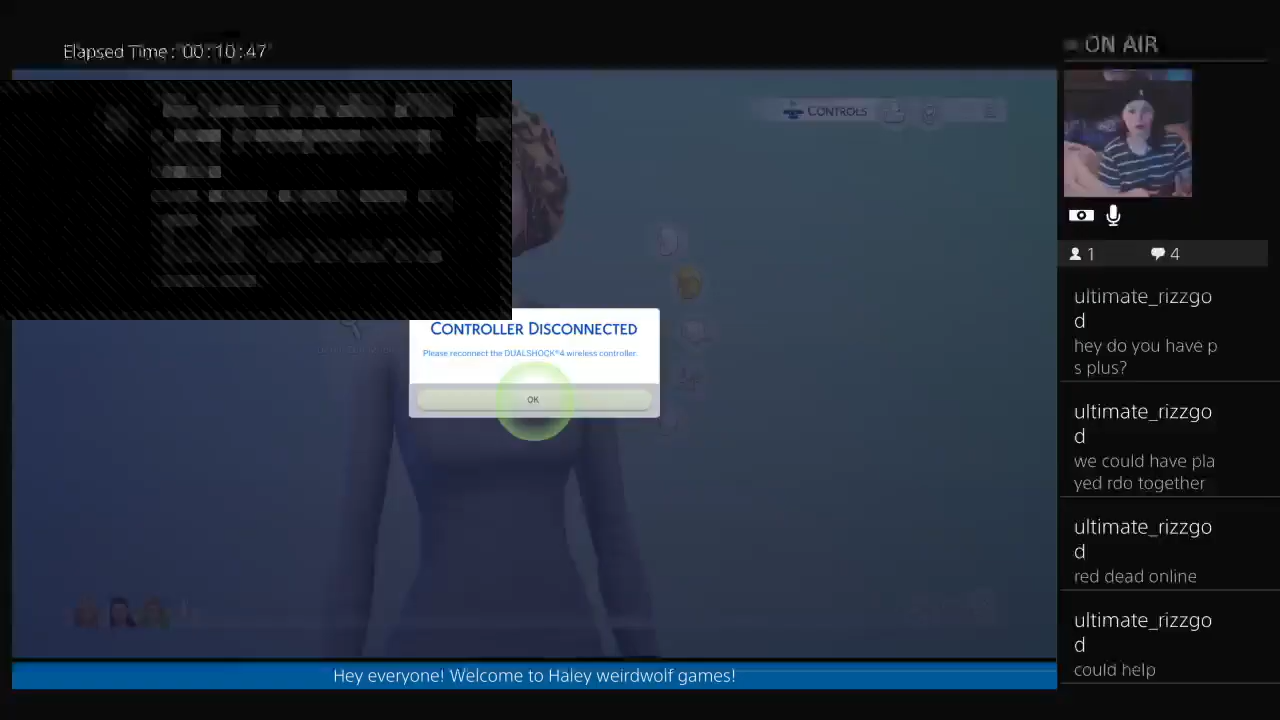 Elapsed Time: 00:10:47
ON AIR
CONTROLS
1
4
CONTROLLER DISCONNECTED
Please reconnect the DUALSHOCK®4 wireless controller.
OK
ultimate_rizzgo
d
hey do you have p
s plus?
ultimate_rizzgo
d
we could have pla
yed rdo together
ultimate_rizzgo
d
red dead online
ultimate_rizzgo
d
could help
Hey everyone! Welcome to Haley weirdwolf games!